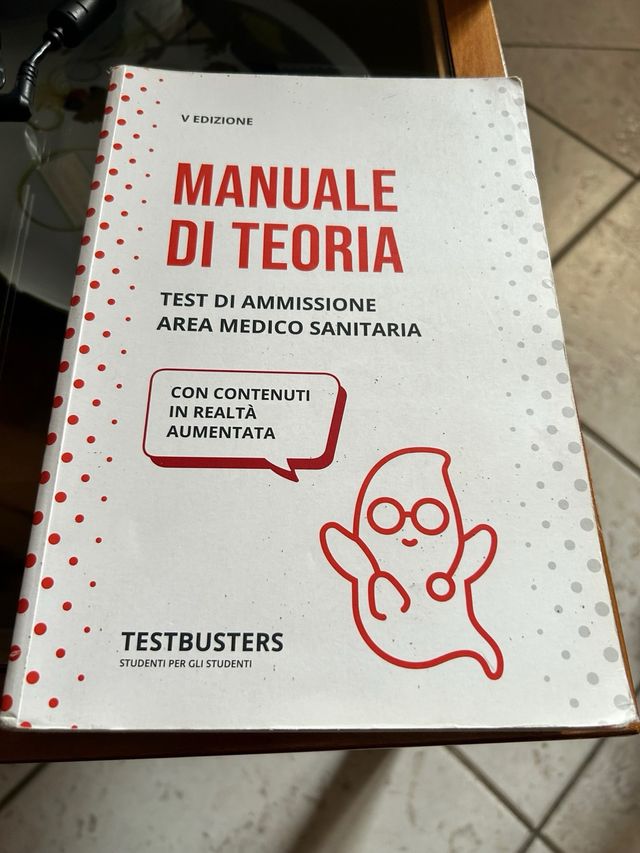 V EDIZIONE
MANUALE
DI TEORIA
TEST DI AMMISSIONE
AREA MEDICO SANITARIA
CON CONTENUTI
IN REALTÀ
AUMENTATA
TESTBUSTERS
STUDENTI PER GLI STUDENTI